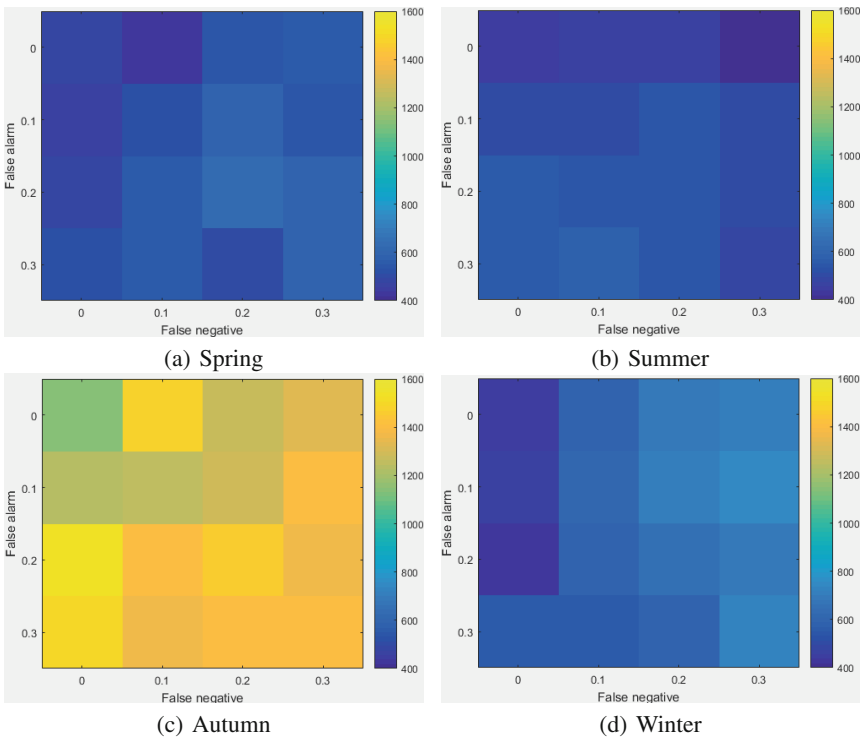 1600
0
1400
0.1
1200
False alarm
1000
0.2
800
600
0.3
400
0 0.1 0.2 0.3
False negative
(a) Spring
1600
0
1400
0.1
1200
False alarm
1000
0.2
800
600
0.3
400
0 0.1 0.2 0.3
False negative
(b) Summer
1600
0
1400
0.1
1200
False alarm
1000
0.2
800
600
0.3
400
0 0.1 0.2 0.3
False negative
(c) Autumn
1600
0
1400
0.1
1200
False alarm
1000
0.2
800
600
0.3
400
0 0.1 0.2 0.3
False negative
(d) Winter